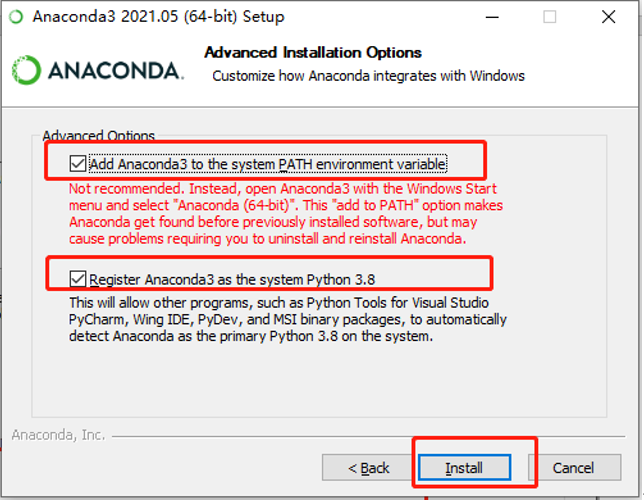 Anaconda3 2021.05 (64-bit) Setup
Advanced Installation Options
Customize how Anaconda integrates with Windows
ANACONDA.
Advanced Options
Add Anaconda3 to the system PATH environment variable
Not recommended. Instead, open Anaconda3 with the Windows Start
menu and select "Anaconda (64-bit)". This "add to PATH" option makes
Anaconda get found before previously installed software, but may
cause problems requiring you to uninstall and reinstall Anaconda.
Register Anaconda3 as the system Python 3.8
This will allow other programs, such as Python Tools for Visual Studio
PyCharm, Wing IDE, PyDev, and MSI binary packages, to automatically
detect Anaconda as the primary Python 3.8 on the system.
Anaconda, Inc.
< Back
Install
Cancel